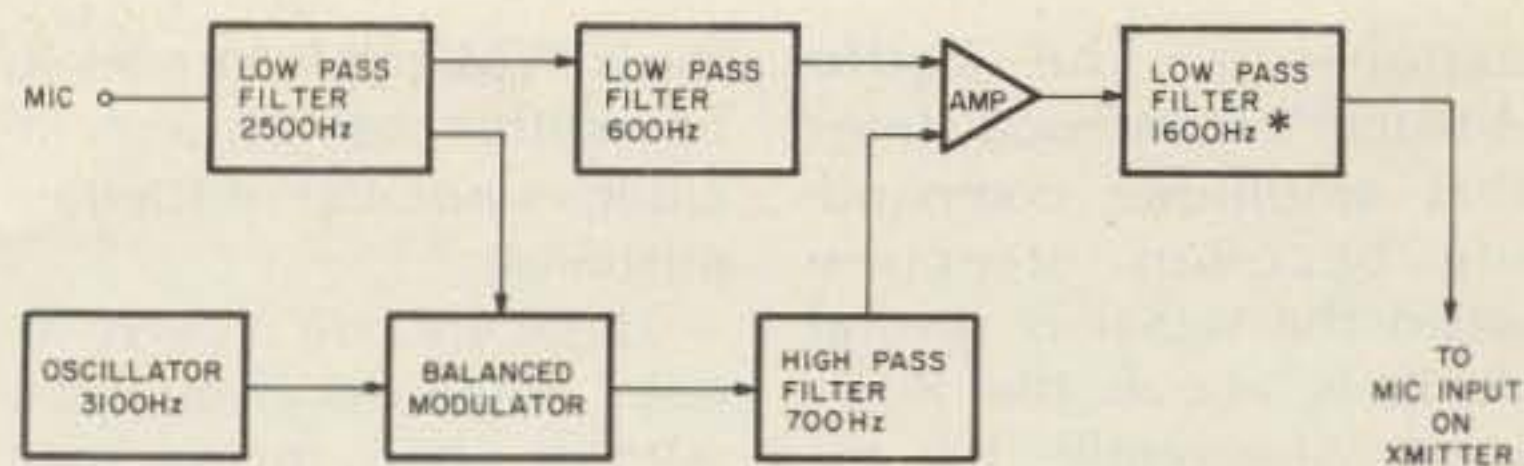 MIC
LOW PASS
FILTER
2500Hz
LOW PASS
FILTER
600Hz
AMP
LOW PASS
FILTER
1600Hz *
OSCILLATOR
3100Hz
BALANCED
MODULATOR
HIGH PASS
FILTER
700Hz
TO
MIC INPUT
ON
XMITTER